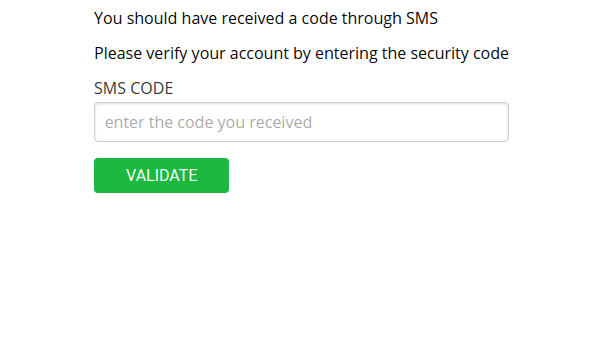 You should have received a code through SMS
Please verify your account by entering the security code
SMS CODE
enter the code you received
VALIDATE